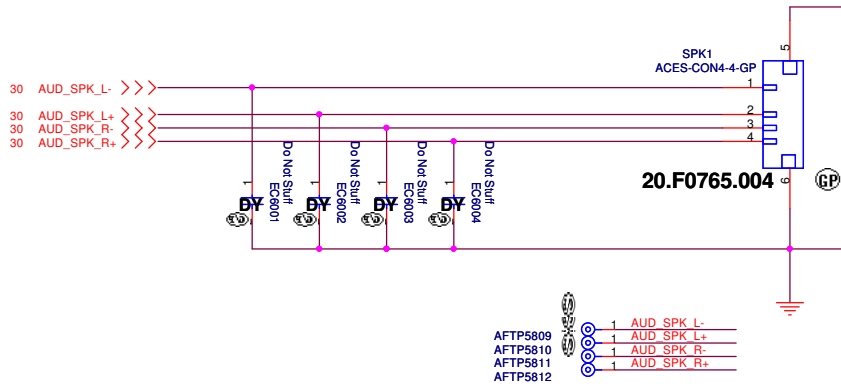 5
SPK1
ACES-CON4-4-GP
30 AUD_SPK_L-
1
30 AUD_SPK_L+
2
30 AUD_SPK_R-
3
30 AUD_SPK_R+
4
Do Not Stuff
EC6001
Do Not Stuff
EC6002
Do Not Stuff
EC6003
Do Not Stuff
EC6004
1
1
1
1
DY
DY
DY
DY
20.F0765.004
6
GP
AFTP5809
1 AUD_SPK_L-
AFTP5810
1 AUD_SPK_L+
AFTP5811
1 AUD_SPK_R-
AFTP5812
1 AUD_SPK_R+